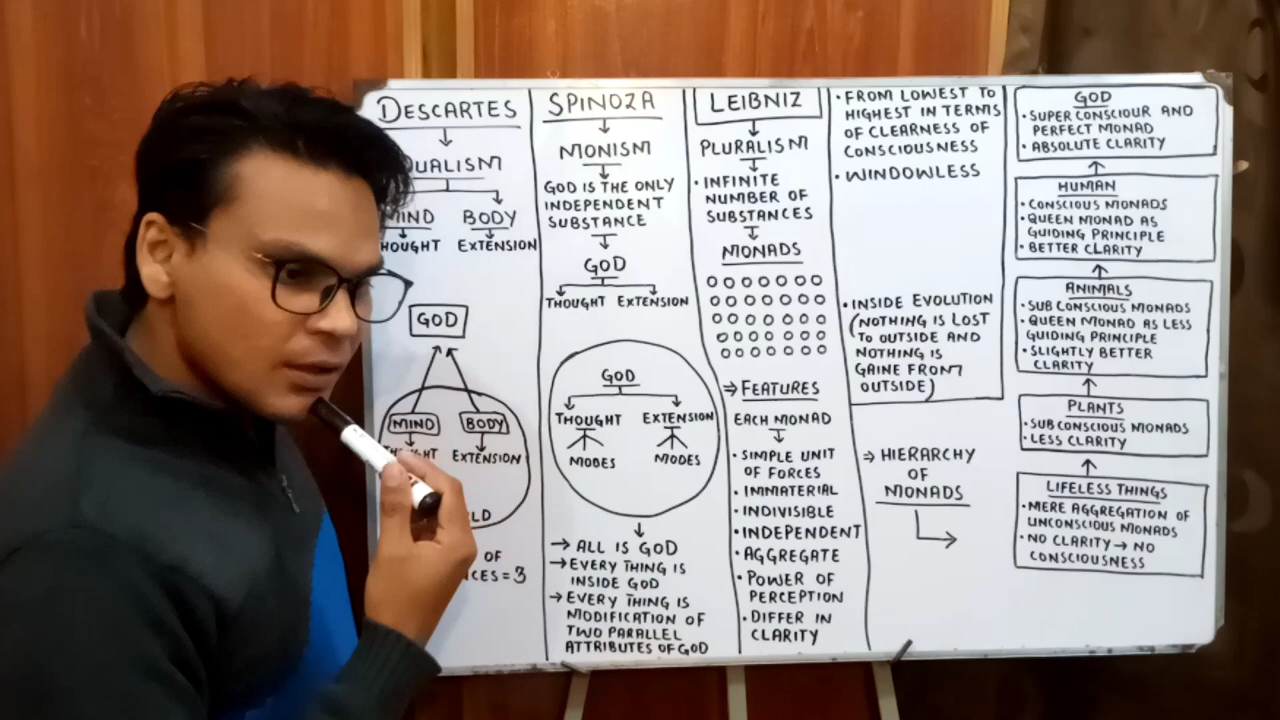 DESCARTES
MIND BODY
EXTENSION
GOD
MIND BODY
EXTENSION
OF
= 3
SPINOZA
MONISM
GOD IS THE ONLY
INDEPENDENT
SUBSTANCE
GOD
THOUGHT EXTENSION
GOD
THOUGHT EXTENSION
MODES MODES
→ ALL IS GOD
→ EVERY THING IS
INSIDE GOD
→ EVERY THING IS
MODIFICATION OF
TWO PARALLEL
ATTRIBUTES OF GOD
LEIBNIZ
PLURALISM
• INFINITE
NUMBER OF
SUBSTANCES
MONADS
⇒ FEATURES
EACH MONAD
• SIMPLE UNIT
OF FORCES
• IMMATERIAL
• INDIVISIBLE
• INDEPENDENT
• AGGREGATE
• POWER OF
PERCEPTION
• DIFFER IN
CLARITY
• FROM LOWEST TO
HIGHEST IN TERMS
OF CLEARNESS OF
CONSCIOUSNESS
• WINDOWLESS
• INSIDE EVOLUTION
(NOTHING IS LOST
TO OUTSIDE AND
NOTHING IS
GAINE FROM
OUTSIDE)
⇒ HIERARCHY
OF
MONADS
GOD
• SUPER CONSCIOUR AND
PERFECT MONAD
• ABSOLUTE CLARITY
HUMAN
• CONSCIOUS MONADS
• QUEEN MONAD AS
GUIDING PRINCIPLE
• BETTER CLARITY
ANIMALS
• SUB CONSCIOUS MONADS
• QUEEN MONAD AS LESS
GUIDING PRINCIPLE
• SLIGHTLY BETTER
CLARITY
PLANTS
• SUB CONSCIOUS MONADS
• LESS CLARITY
LIFELESS THINGS
• MERE AGGREGATION OF
UNCONSCIOUS MONADS
• NO CLARITY → NO
CONSCIOUSNESS